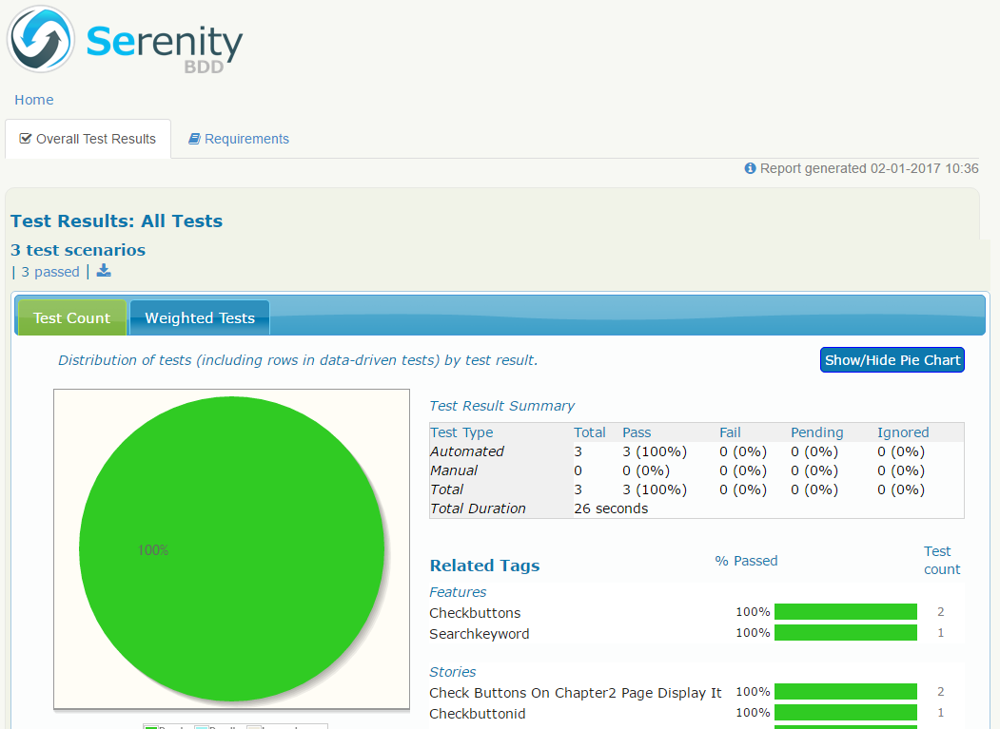 Serenity
BDD
Home
Overall Test Results Requirements
Report generated 02-01-2017 10:36
Test Results: All Tests
3 test scenarios
| 3 passed |
Test Count Weighted Tests
Distribution of tests (including rows in data-driven tests) by test result.
Show/Hide Pie Chart
100%
Test Result Summary
Test Type Total Pass Fail Pending Ignored
Automated 3 3 (100%) 0 (0%) 0 (0%) 0 (0%)
Manual 0 0 (0%) 0 (0%) 0 (0%) 0 (0%)
Total 3 3 (100%) 0 (0%) 0 (0%) 0 (0%)
Total Duration 26 seconds
Related Tags % Passed Test count
Features
Checkbuttons 100% 2
Searchkeyword 100% 1
Stories
Check Buttons On Chapter2 Page Display It 100% 2
Checkbuttonid 100% 1